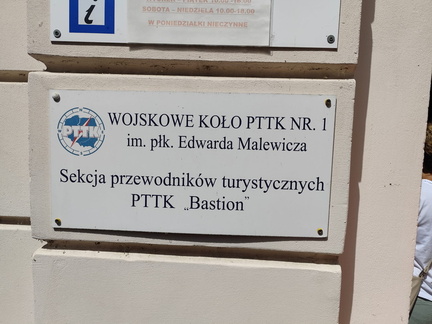 i
SOBOTA - NIEDZIELA 10.00-16.00
W PONIEDZIAŁKI NIECZYNNE
PTTK
WOJSKOWE KOŁO PTTK NR. 1
im. płk. Edwarda Malewicza
Sekcja przewodników turystycznych
PTTK „Bastion”